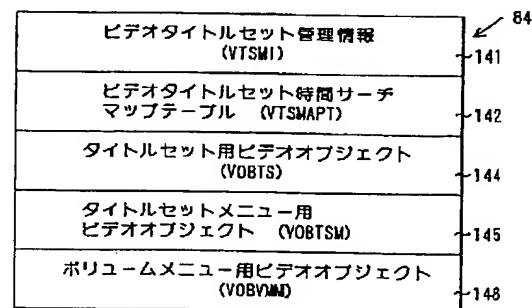 84
ビデオタイトルセット管理情報
(VTSMI)
141
ビデオタイトルセット時間サーチ
マップテーブル (VTSMAPT)
142
タイトルセット用ビデオオブジェクト
(VOBTS)
144
タイトルセットメニュー用
ビデオオブジェクト (VOBTSM)
145
ボリュームメニュー用ビデオオブジェクト
(VOBVMM)
148